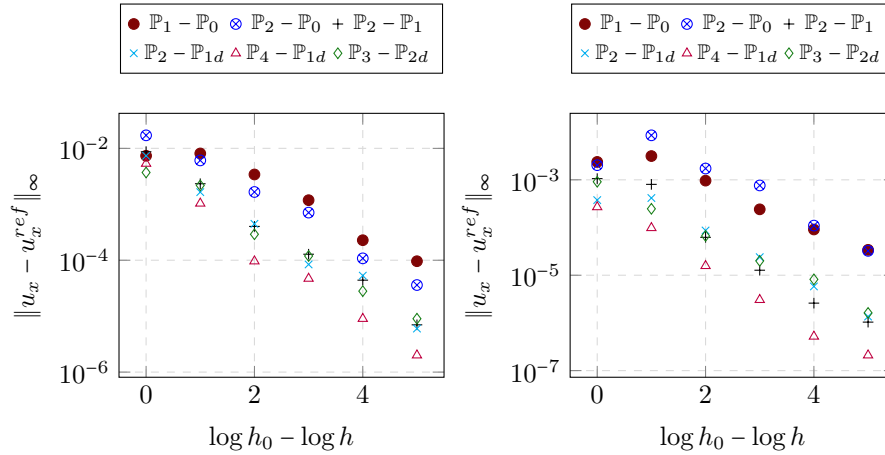 ℙ₁ − ℙ₀ ℙ₂ − ℙ₀ ℙ₂ − ℙ₁
ℙ₂ − ℙ₁d ℙ₄ − ℙ₁d ℙ₃ − ℙ₂d
10⁻²
10⁻⁴
10⁻⁶
0 2 4
log h₀ − log h
‖uₓ − uₓʳᵉᶠ‖∞
ℙ₁ − ℙ₀ ℙ₂ − ℙ₀ ℙ₂ − ℙ₁
ℙ₂ − ℙ₁d ℙ₄ − ℙ₁d ℙ₃ − ℙ₂d
10⁻³
10⁻⁵
10⁻⁷
0 2 4
log h₀ − log h
‖uₓ − uₓʳᵉᶠ‖∞